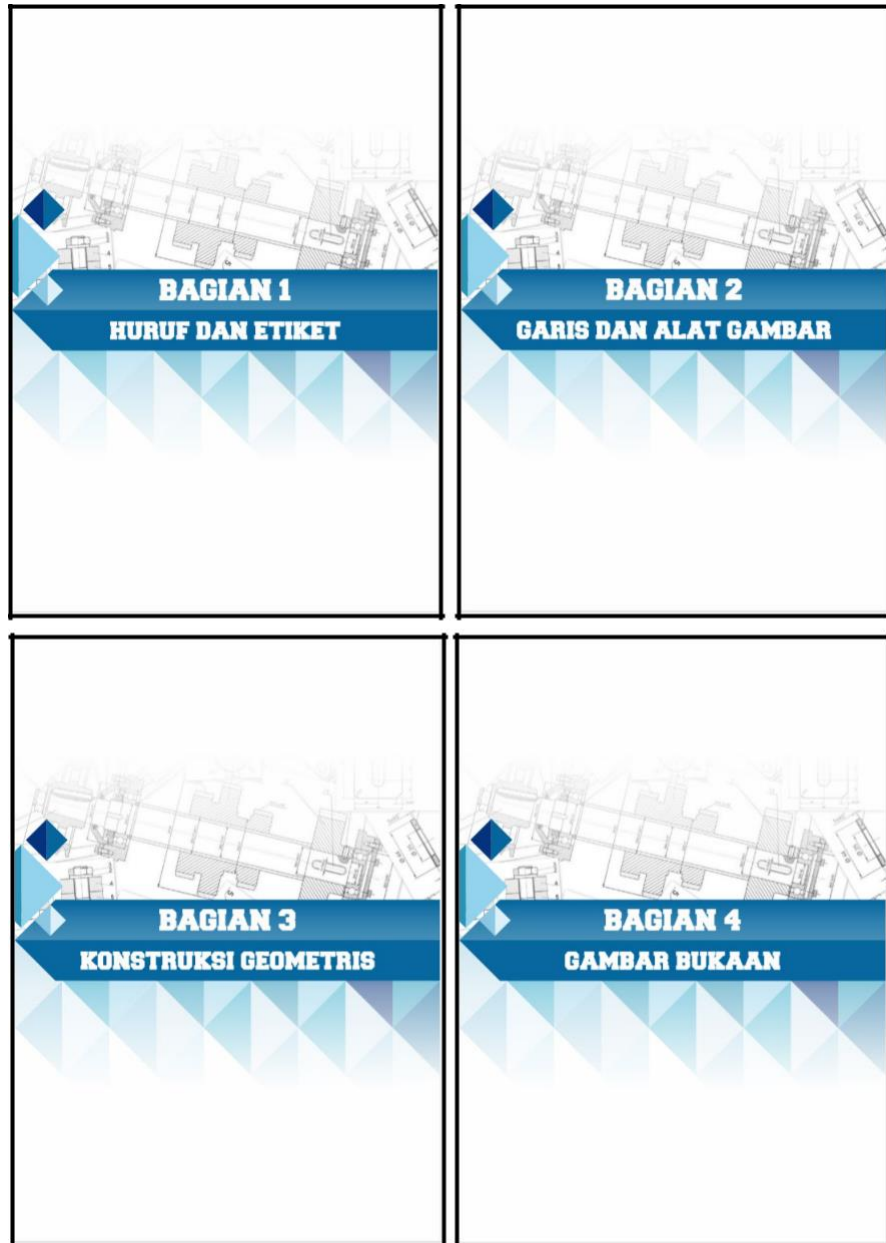 BAGIAN 1
HURUF DAN ETIKET
BAGIAN 2
GARIS DAN ALAT GAMBAR
BAGIAN 3
KONSTRUKSI GEOMETRIS
BAGIAN 4
GAMBAR BUKAAN